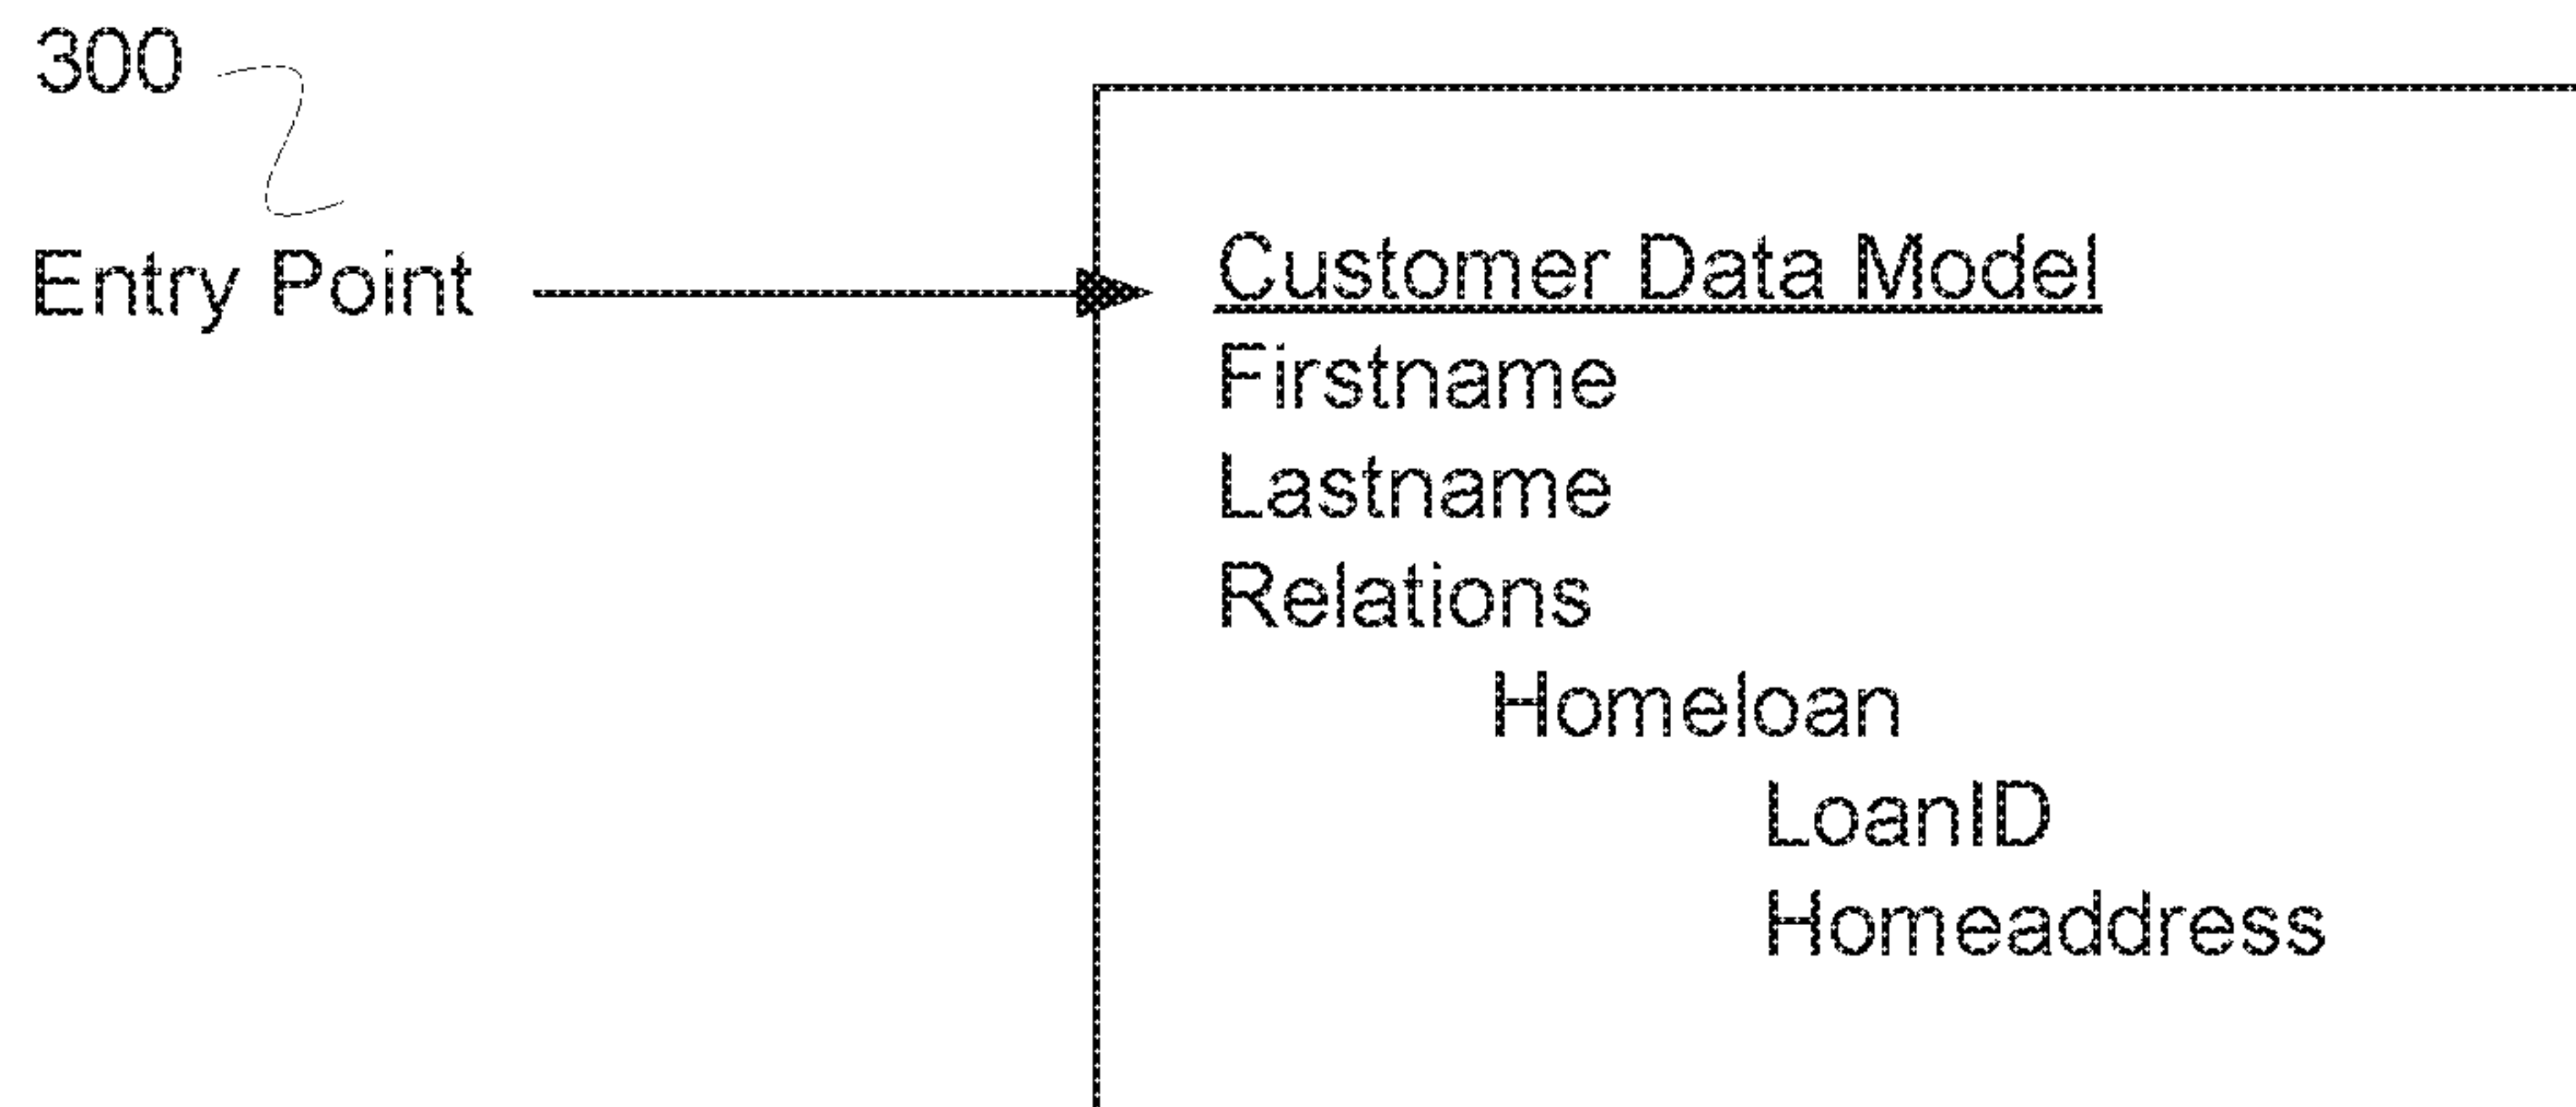 300
Entry Point
Customer Data Model
Firstname
Lastname
Relations
Homeloan
LoanID
Homeaddress